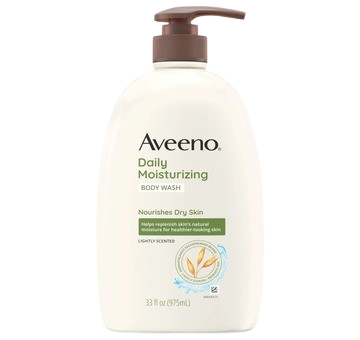 Aveeno®
Daily
Moisturizing
BODY WASH
Nourishes Dry Skin
Helps replenish skin's natural
moisture for healthier-looking skin
LIGHTLY SCENTED
33 fl oz (975mL)